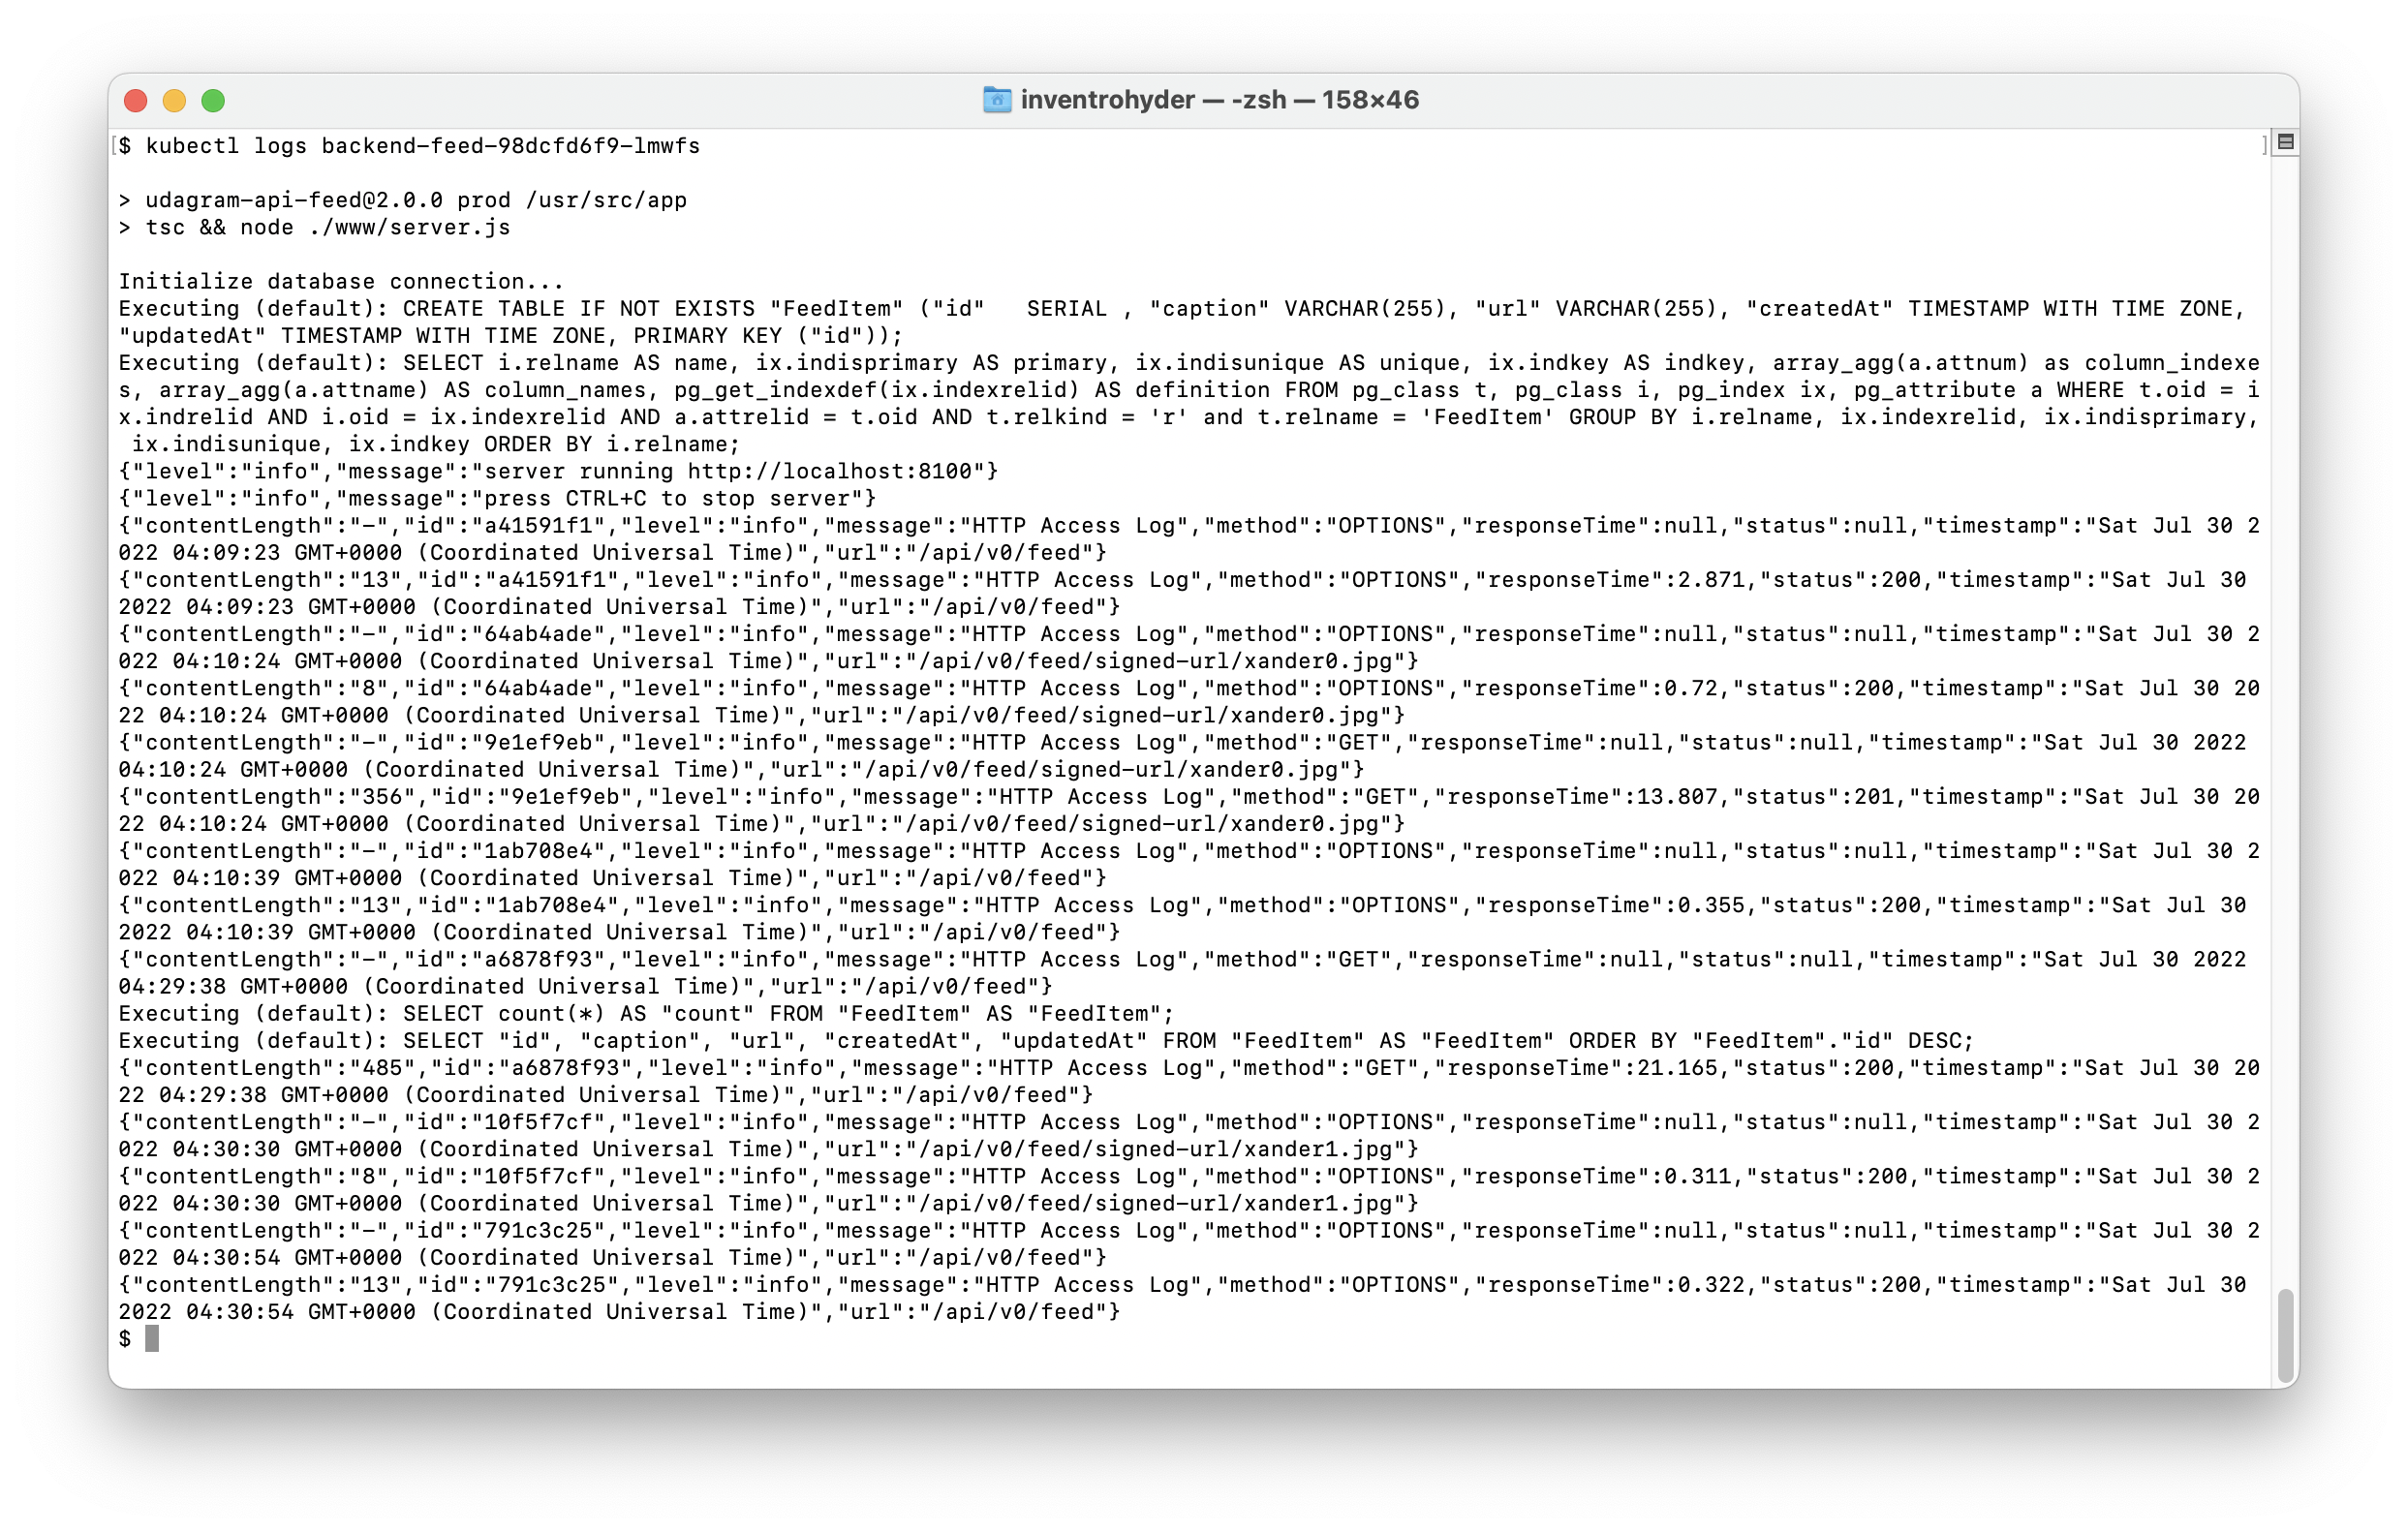 inventrohyder — -zsh — 158×46
[$ kubectl logs backend-feed-98dcfd6f9-lmwfs ]
> udagram-api-feed@2.0.0 prod /usr/src/app
> tsc && node ./www/server.js
Initialize database connection...
Executing (default): CREATE TABLE IF NOT EXISTS "FeedItem" ("id"   SERIAL , "caption" VARCHAR(255), "url" VARCHAR(255), "createdAt" TIMESTAMP WITH TIME ZONE,
"updatedAt" TIMESTAMP WITH TIME ZONE, PRIMARY KEY ("id"));
Executing (default): SELECT i.relname AS name, ix.indisprimary AS primary, ix.indisunique AS unique, ix.indkey AS indkey, array_agg(a.attnum) as column_indexe
s, array_agg(a.attname) AS column_names, pg_get_indexdef(ix.indexrelid) AS definition FROM pg_class t, pg_class i, pg_index ix, pg_attribute a WHERE t.oid = i
x.indrelid AND i.oid = ix.indexrelid AND a.attrelid = t.oid AND t.relkind = 'r' and t.relname = 'FeedItem' GROUP BY i.relname, ix.indexrelid, ix.indisprimary,
 ix.indisunique, ix.indkey ORDER BY i.relname;
{"level":"info","message":"server running http://localhost:8100"}
{"level":"info","message":"press CTRL+C to stop server"}
{"contentLength":"-","id":"a41591f1","level":"info","message":"HTTP Access Log","method":"OPTIONS","responseTime":null,"status":null,"timestamp":"Sat Jul 30 2
022 04:09:23 GMT+0000 (Coordinated Universal Time)","url":"/api/v0/feed"}
{"contentLength":"13","id":"a41591f1","level":"info","message":"HTTP Access Log","method":"OPTIONS","responseTime":2.871,"status":200,"timestamp":"Sat Jul 30
2022 04:09:23 GMT+0000 (Coordinated Universal Time)","url":"/api/v0/feed"}
{"contentLength":"-","id":"64ab4ade","level":"info","message":"HTTP Access Log","method":"OPTIONS","responseTime":null,"status":null,"timestamp":"Sat Jul 30 2
022 04:10:24 GMT+0000 (Coordinated Universal Time)","url":"/api/v0/feed/signed-url/xander0.jpg"}
{"contentLength":"8","id":"64ab4ade","level":"info","message":"HTTP Access Log","method":"OPTIONS","responseTime":0.72,"status":200,"timestamp":"Sat Jul 30 20
22 04:10:24 GMT+0000 (Coordinated Universal Time)","url":"/api/v0/feed/signed-url/xander0.jpg"}
{"contentLength":"-","id":"9e1ef9eb","level":"info","message":"HTTP Access Log","method":"GET","responseTime":null,"status":null,"timestamp":"Sat Jul 30 2022
04:10:24 GMT+0000 (Coordinated Universal Time)","url":"/api/v0/feed/signed-url/xander0.jpg"}
{"contentLength":"356","id":"9e1ef9eb","level":"info","message":"HTTP Access Log","method":"GET","responseTime":13.807,"status":201,"timestamp":"Sat Jul 30 20
22 04:10:24 GMT+0000 (Coordinated Universal Time)","url":"/api/v0/feed/signed-url/xander0.jpg"}
{"contentLength":"-","id":"1ab708e4","level":"info","message":"HTTP Access Log","method":"OPTIONS","responseTime":null,"status":null,"timestamp":"Sat Jul 30 2
022 04:10:39 GMT+0000 (Coordinated Universal Time)","url":"/api/v0/feed"}
{"contentLength":"13","id":"1ab708e4","level":"info","message":"HTTP Access Log","method":"OPTIONS","responseTime":0.355,"status":200,"timestamp":"Sat Jul 30
2022 04:10:39 GMT+0000 (Coordinated Universal Time)","url":"/api/v0/feed"}
{"contentLength":"-","id":"a6878f93","level":"info","message":"HTTP Access Log","method":"GET","responseTime":null,"status":null,"timestamp":"Sat Jul 30 2022
04:29:38 GMT+0000 (Coordinated Universal Time)","url":"/api/v0/feed"}
Executing (default): SELECT count(*) AS "count" FROM "FeedItem" AS "FeedItem";
Executing (default): SELECT "id", "caption", "url", "createdAt", "updatedAt" FROM "FeedItem" AS "FeedItem" ORDER BY "FeedItem"."id" DESC;
{"contentLength":"485","id":"a6878f93","level":"info","message":"HTTP Access Log","method":"GET","responseTime":21.165,"status":200,"timestamp":"Sat Jul 30 20
22 04:29:38 GMT+0000 (Coordinated Universal Time)","url":"/api/v0/feed"}
{"contentLength":"-","id":"10f5f7cf","level":"info","message":"HTTP Access Log","method":"OPTIONS","responseTime":null,"status":null,"timestamp":"Sat Jul 30 2
022 04:30:30 GMT+0000 (Coordinated Universal Time)","url":"/api/v0/feed/signed-url/xander1.jpg"}
{"contentLength":"8","id":"10f5f7cf","level":"info","message":"HTTP Access Log","method":"OPTIONS","responseTime":0.311,"status":200,"timestamp":"Sat Jul 30 2
022 04:30:30 GMT+0000 (Coordinated Universal Time)","url":"/api/v0/feed/signed-url/xander1.jpg"}
{"contentLength":"-","id":"791c3c25","level":"info","message":"HTTP Access Log","method":"OPTIONS","responseTime":null,"status":null,"timestamp":"Sat Jul 30 2
022 04:30:54 GMT+0000 (Coordinated Universal Time)","url":"/api/v0/feed"}
{"contentLength":"13","id":"791c3c25","level":"info","message":"HTTP Access Log","method":"OPTIONS","responseTime":0.322,"status":200,"timestamp":"Sat Jul 30
2022 04:30:54 GMT+0000 (Coordinated Universal Time)","url":"/api/v0/feed"}
$